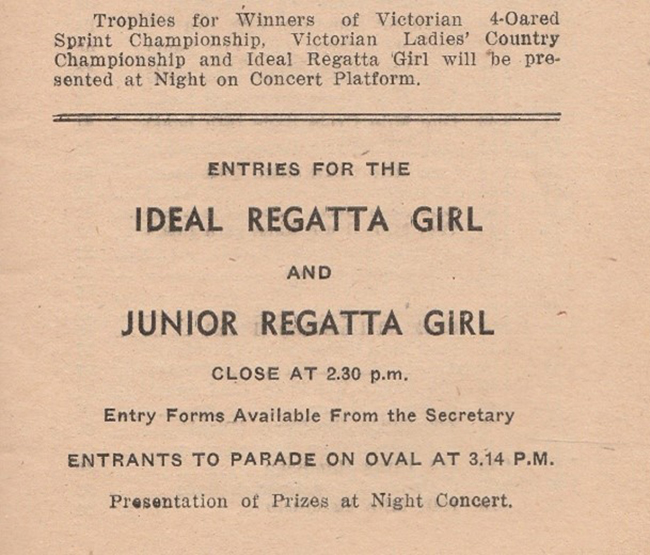 Trophies for Winners of Victorian 4-Oared
Sprint Championship, Victorian Ladies' Country
Championship and Ideal Regatta Girl will be pre-
sented at Night on Concert Platform.
ENTRIES FOR THE
IDEAL REGATTA GIRL
AND
JUNIOR REGATTA GIRL
CLOSE AT 2.30 p.m.
Entry Forms Available From the Secretary
ENTRANTS TO PARADE ON OVAL AT 3.14 P.M.
Presentation of Prizes at Night Concert.